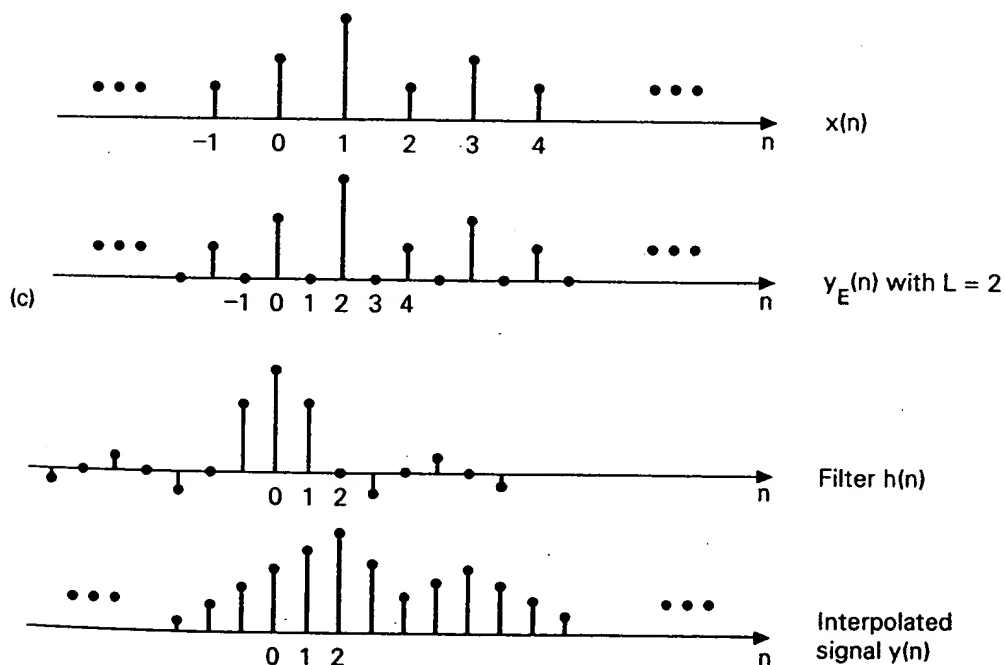 x(n)
−1 0 1 2 3 4 n
y_E(n) with L = 2
(c)
−1 0 1 2 3 4 n
Filter h(n)
0 1 2 n
Interpolated
signal y(n)
0 1 2 n